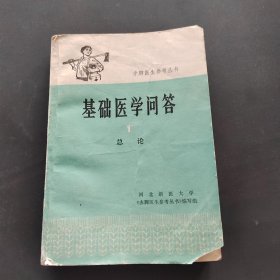 赤脚医生参考丛书
基础医学问答
1
总论
河北新医大学
《赤脚医生参考丛书》编写组